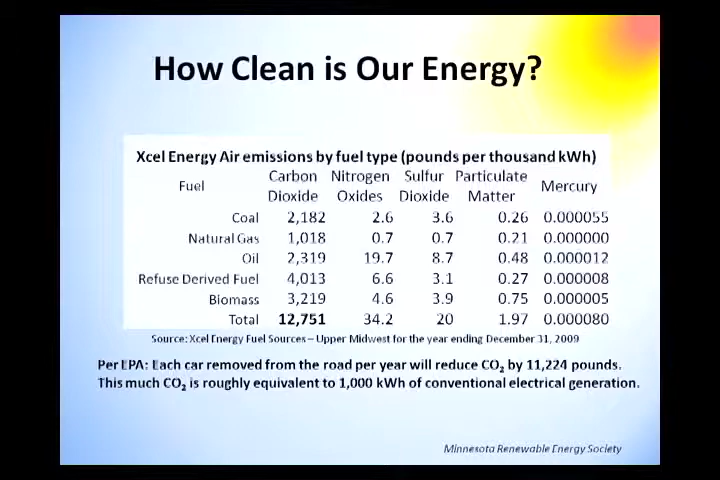 How Clean is Our Energy?
Xcel Energy Air emissions by fuel type (pounds per thousand kWh)
Fuel Carbon Dioxide Nitrogen Oxides Sulfur Dioxide Particulate Matter Mercury
Coal 2,182 2.6 3.6 0.26 0.000055
Natural Gas 1,018 0.7 0.7 0.21 0.000000
Oil 2,319 19.7 8.7 0.48 0.000012
Refuse Derived Fuel 4,013 6.6 3.1 0.27 0.000008
Biomass 3,219 4.6 3.9 0.75 0.000005
Total 12,751 34.2 20 1.97 0.000080
Source: Xcel Energy Fuel Sources – Upper Midwest for the year ending December 31, 2009
Per EPA: Each car removed from the road per year will reduce CO₂ by 11,224 pounds.
This much CO₂ is roughly equivalent to 1,000 kWh of conventional electrical generation.
Minnesota Renewable Energy Society